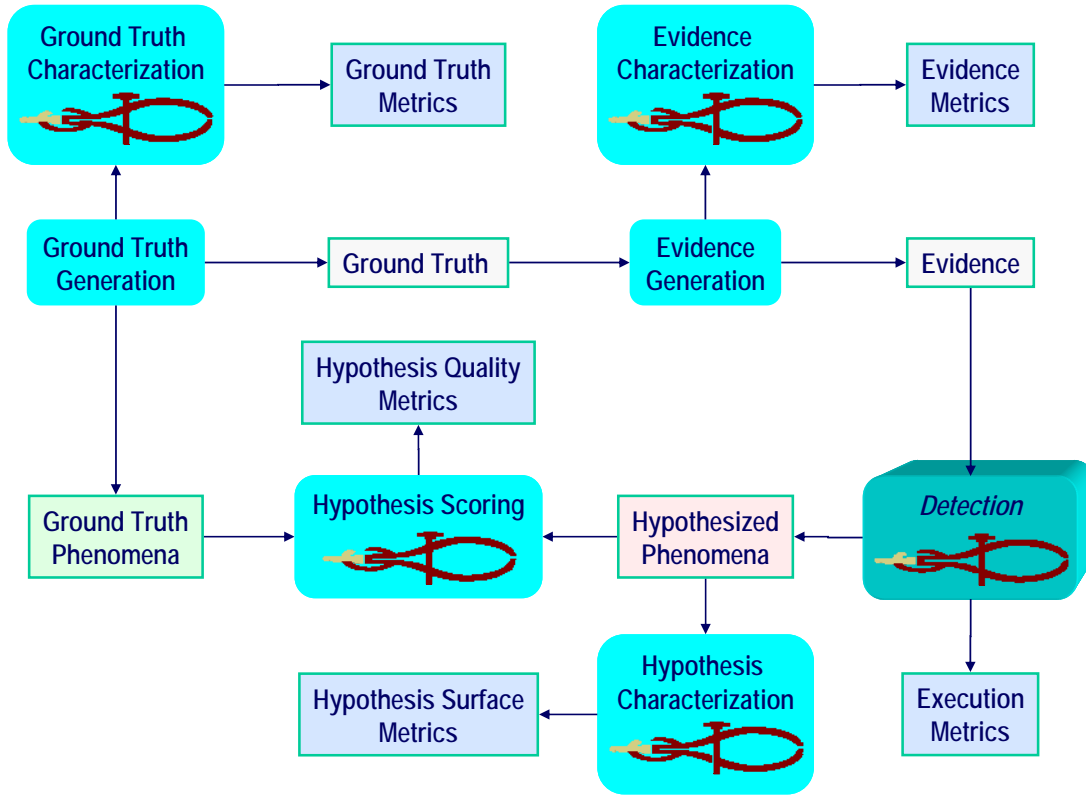 Ground Truth
Characterization
Ground Truth
Metrics
Evidence
Characterization
Evidence
Metrics
Ground Truth
Generation
Ground Truth
Evidence
Generation
Evidence
Hypothesis Quality
Metrics
Ground Truth
Phenomena
Hypothesis Scoring
Hypothesized
Phenomena
Detection
Hypothesis Surface
Metrics
Hypothesis
Characterization
Execution
Metrics